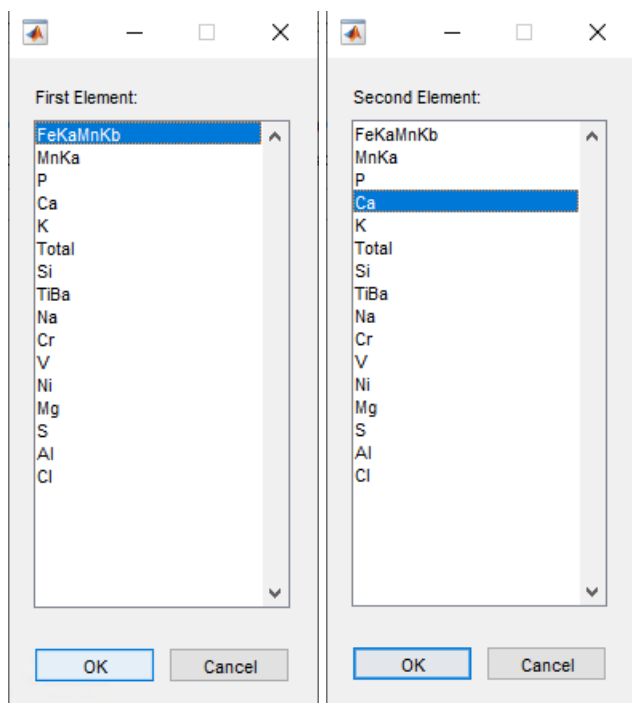 First Element:
FeKaMnKb
MnKa
P
Ca
K
Total
Si
TiBa
Na
Cr
V
Ni
Mg
S
Al
Cl
OK
Cancel
Second Element:
FeKaMnKb
MnKa
P
Ca
K
Total
Si
TiBa
Na
Cr
V
Ni
Mg
S
Al
Cl
OK
Cancel